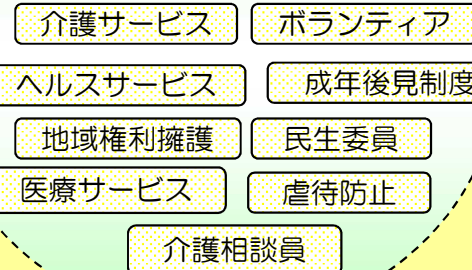 介護サービス
ボランティア
ヘルスサービス
成年後見制度
地域権利擁護
民生委員
医療サービス
虐待防止
介護相談員